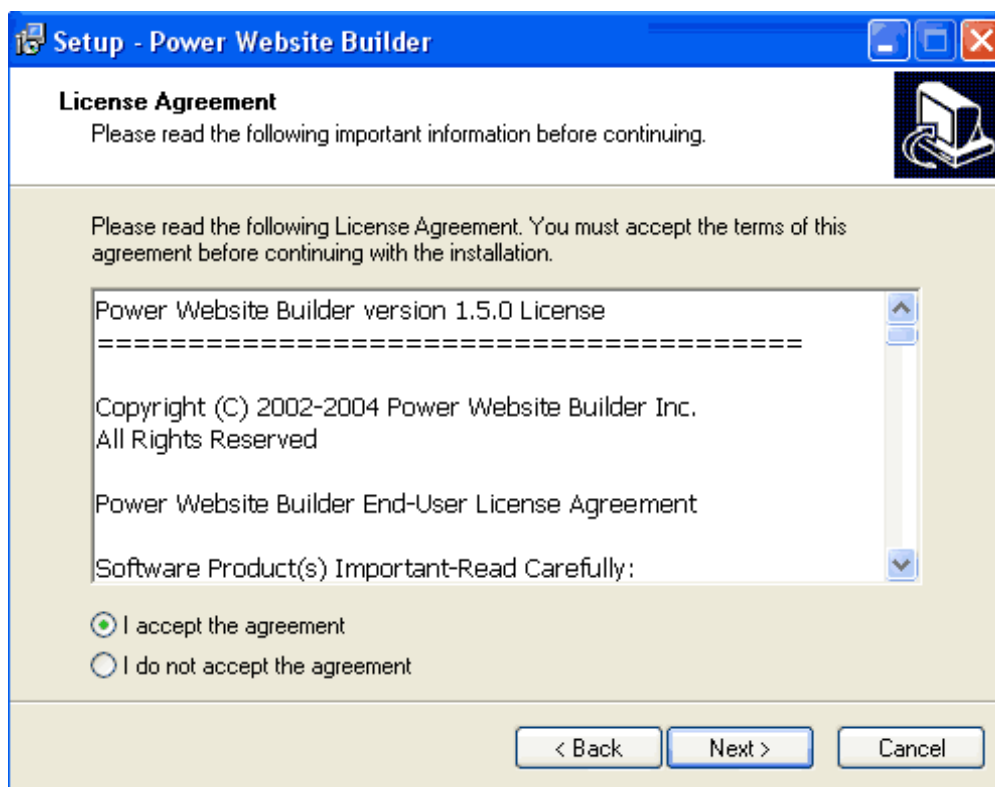 Setup - Power Website Builder
License Agreement
Please read the following important information before continuing.
Please read the following License Agreement. You must accept the terms of this
agreement before continuing with the installation.
Power Website Builder version 1.5.0 License
=======================================
Copyright (C) 2002-2004 Power Website Builder Inc.
All Rights Reserved
Power Website Builder End-User License Agreement
Software Product(s) Important-Read Carefully:
I accept the agreement
I do not accept the agreement
< Back
Next >
Cancel